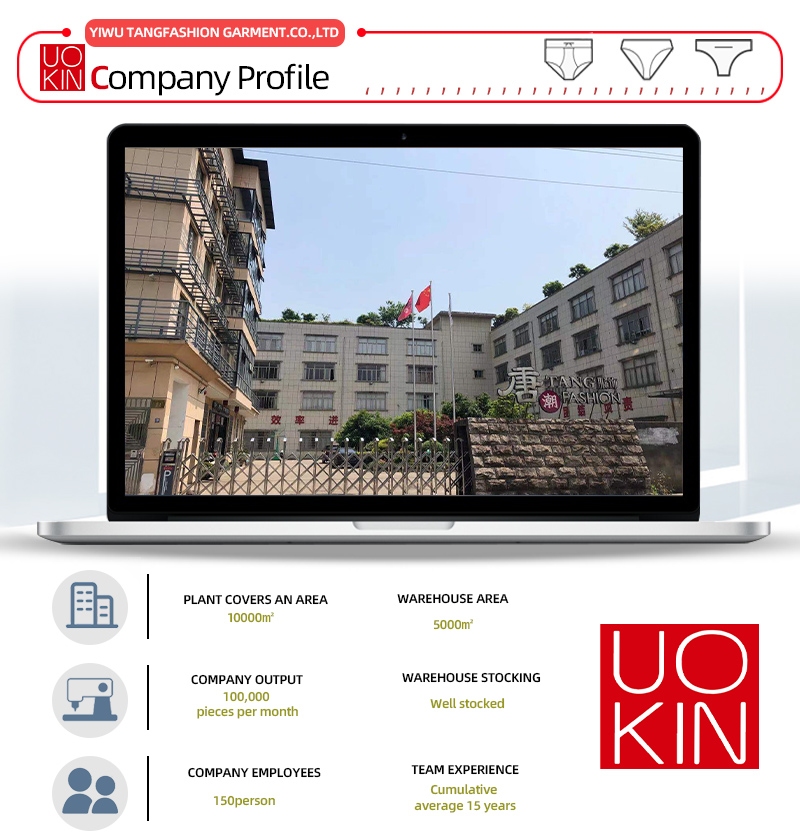 YIWU TANGFASHION GARMENT.CO.,LTD
UO
KIN
Company Profile
唐
TANG
潮
FASHION
效率进
PLANT COVERS AN AREA
10000㎡
WAREHOUSE AREA
5000㎡
COMPANY OUTPUT
100,000
pieces per month
WAREHOUSE STOCKING
Well stocked
COMPANY EMPLOYEES
150person
TEAM EXPERIENCE
Cumulative
average 15 years
UO
KIN